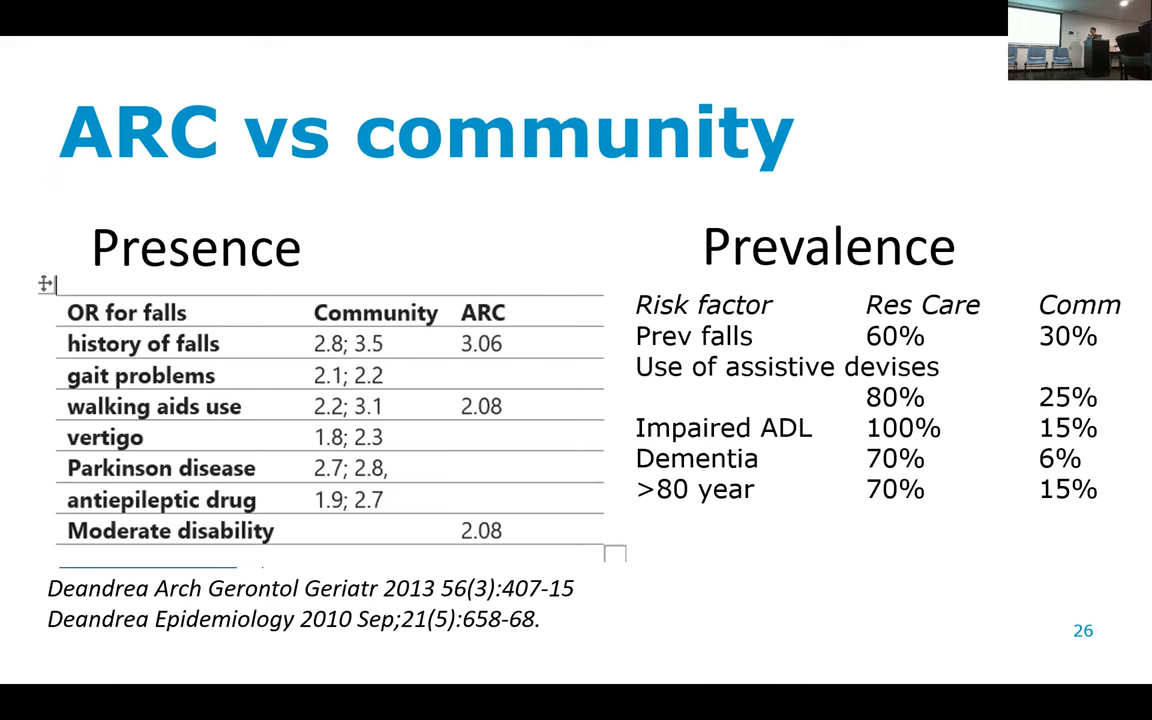 ARC vs community
Presence
OR for falls Community ARC
history of falls 2.8; 3.5 3.06
gait problems 2.1; 2.2
walking aids use 2.2; 3.1 2.08
vertigo 1.8; 2.3
Parkinson disease 2.7; 2.8,
antiepileptic drug 1.9; 2.7
Moderate disability 2.08
Deandrea Arch Gerontol Geriatr 2013 56(3):407-15
Deandrea Epidemiology 2010 Sep;21(5):658-68.
Prevalence
Risk factor Res Care Comm
Prev falls 60% 30%
Use of assistive devises
80% 25%
Impaired ADL 100% 15%
Dementia 70% 6%
>80 year 70% 15%
26